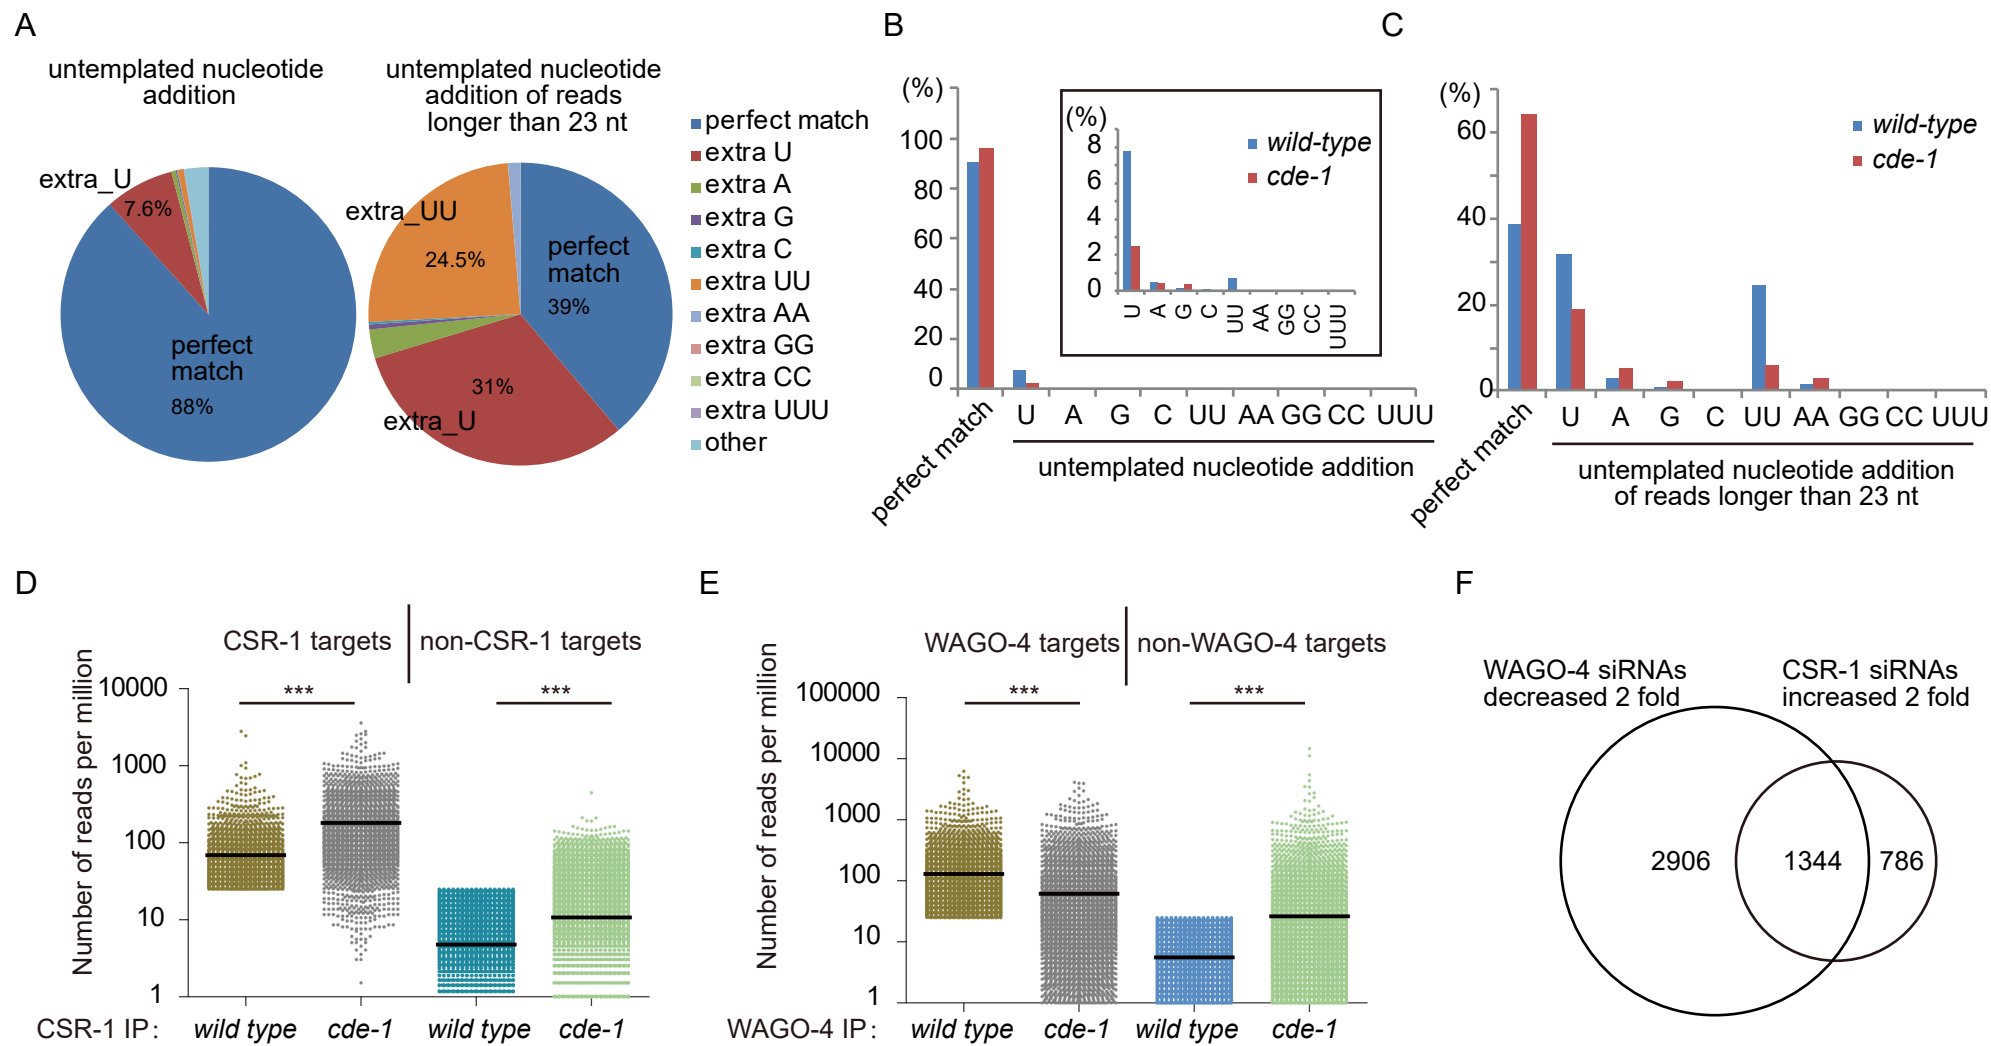 A
untemplated nucleotide
addition
extra_U
7.6%
perfect
match
88%
untemplated nucleotide
addition of reads
longer than 23 nt
extra_UU
24.5%
perfect
match
39%
31%
extra_U
perfect match
extra U
extra A
extra G
extra C
extra UU
extra AA
extra GG
extra CC
extra UUU
other
B
(%)
100
80
60
40
20
0
perfect match
U A G C UU AA GG CC UUU
untemplated nucleotide addition
(%)
8
6
4
2
0
U A G C UU AA GG CC UUU
wild-type
cde-1
C
(%)
60
40
20
0
wild-type
cde-1
perfect match
U A G C UU AA GG CC UUU
untemplated nucleotide addition
of reads longer than 23 nt
D
CSR-1 targets
non-CSR-1 targets
Number of reads per million
10000
1000
100
10
1
***
***
CSR-1 IP: wild type cde-1 wild type cde-1
E
WAGO-4 targets
non-WAGO-4 targets
Number of reads per million
100000
10000
1000
100
10
1
***
***
WAGO-4 IP: wild type cde-1 wild type cde-1
F
WAGO-4 siRNAs
decreased 2 fold
CSR-1 siRNAs
increased 2 fold
2906
1344
786